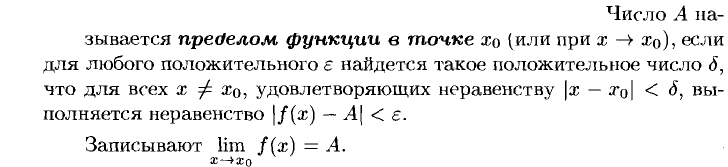 Число A на-
зывается пределом функции в точке x₀ (или при x → x₀), если
для любого положительного ε найдется такое положительное число δ,
что для всех x ≠ x₀, удовлетворяющих неравенству |x − x₀| < δ, вы-
полняется неравенство |f(x) − A| < ε.
Записывают lim f(x) = A.
x→x₀